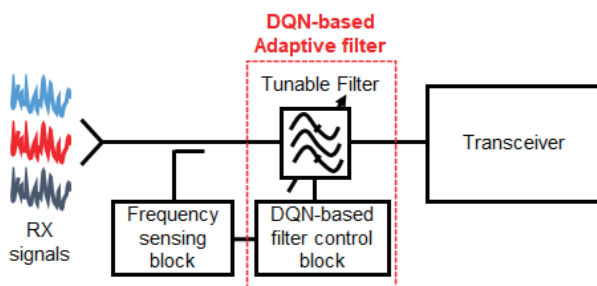 DQN-based
Adaptive filter
Tunable Filter
Transceiver
RX
signals
Frequency
sensing
block
DQN-based
filter control
block